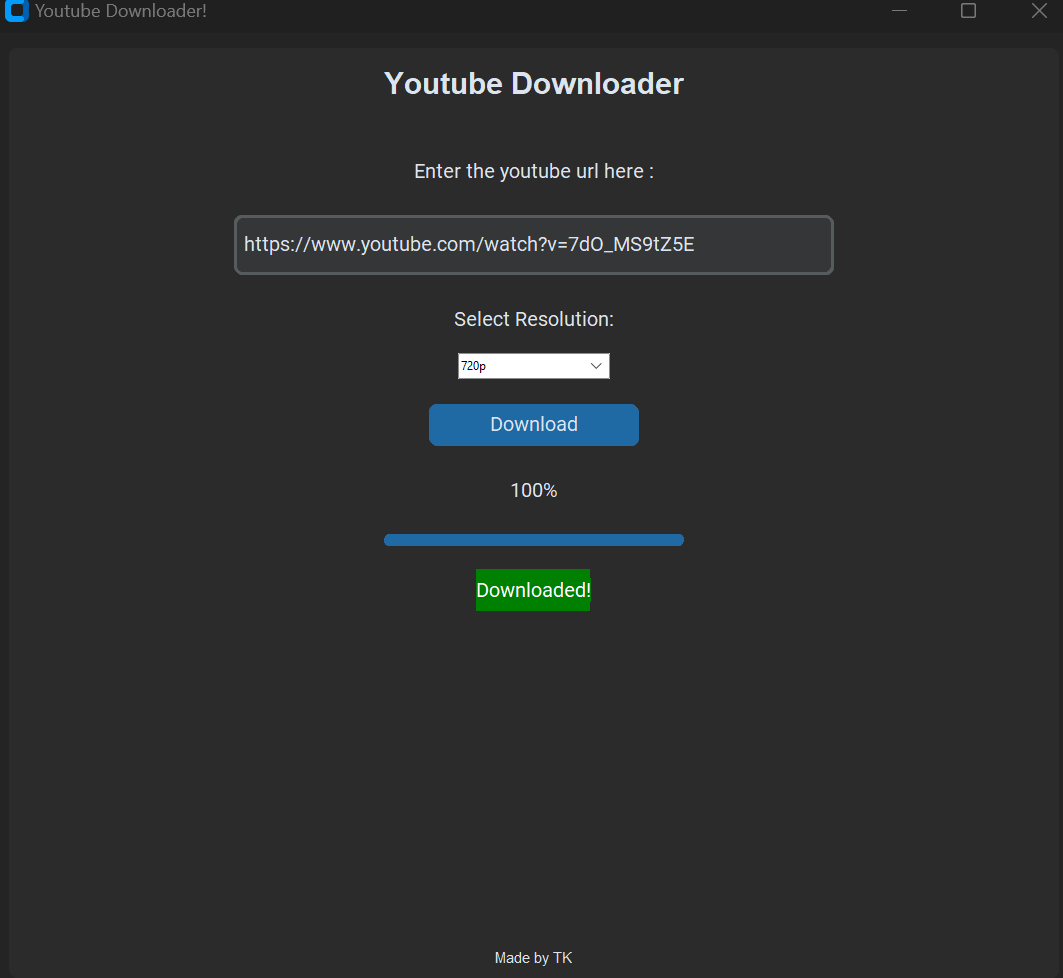 Youtube Downloader!
Youtube Downloader
Enter the youtube url here :
https://www.youtube.com/watch?v=7dO_MS9tZ5E
Select Resolution:
720p
Download
100%
Downloaded!
Made by TK